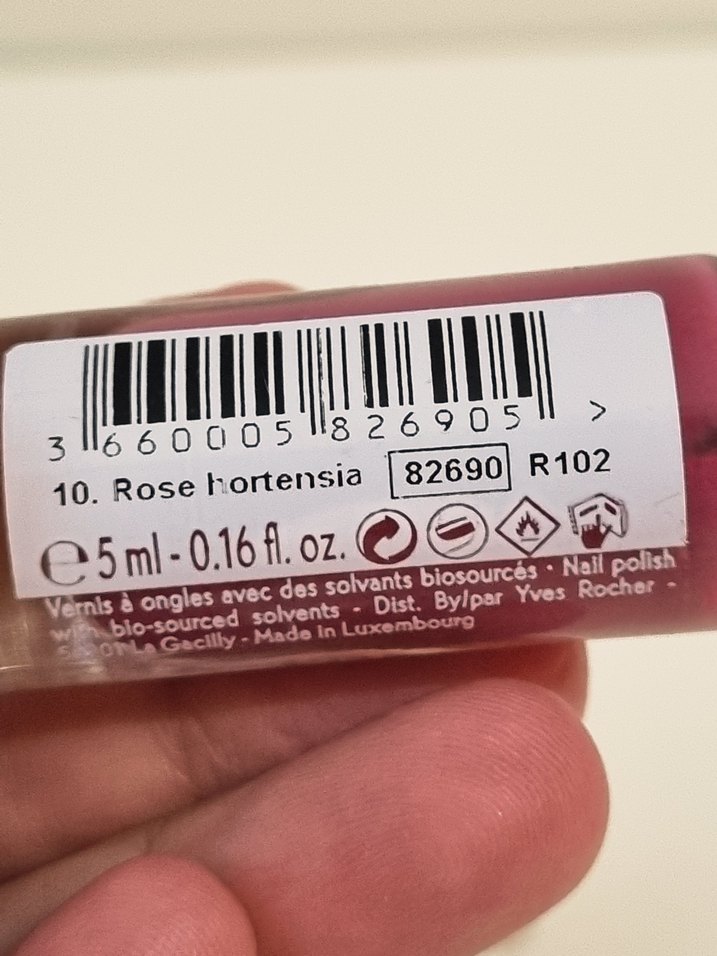 3 660005 826905 >
10. Rose hortensia 82690 R102
e 5 ml - 0.16 fl. oz.
Vernis à ongles avec des solvants biosourcés · Nail polish
with bio-sourced solvents - Dist. By/par Yves Rocher -
La Gacilly - Made in Luxembourg